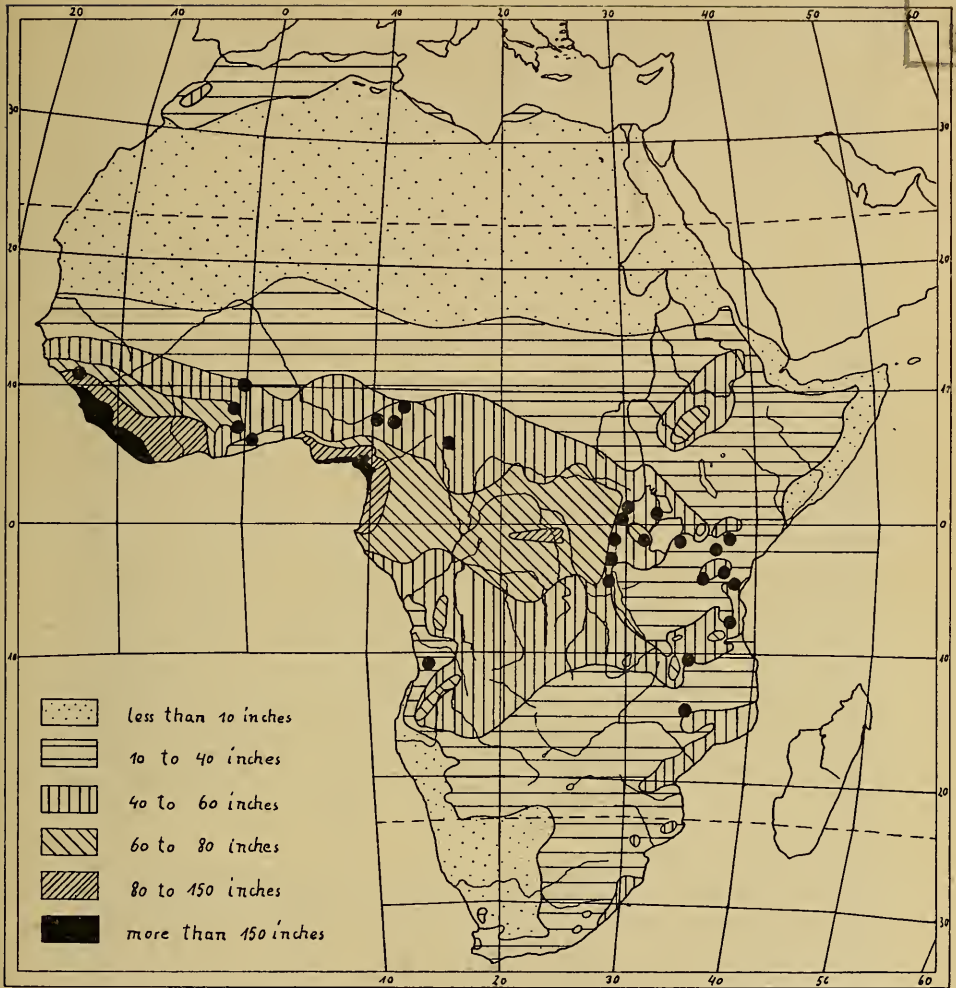 20 10 0 10 20 30 40 50 60
30 30
20 20
10 10
0 0
10 10
20
30
less than 10 inches
10 to 40 inches
40 to 60 inches
60 to 80 inches
80 to 150 inches
more than 150 inches
10 20 30 40 50 60